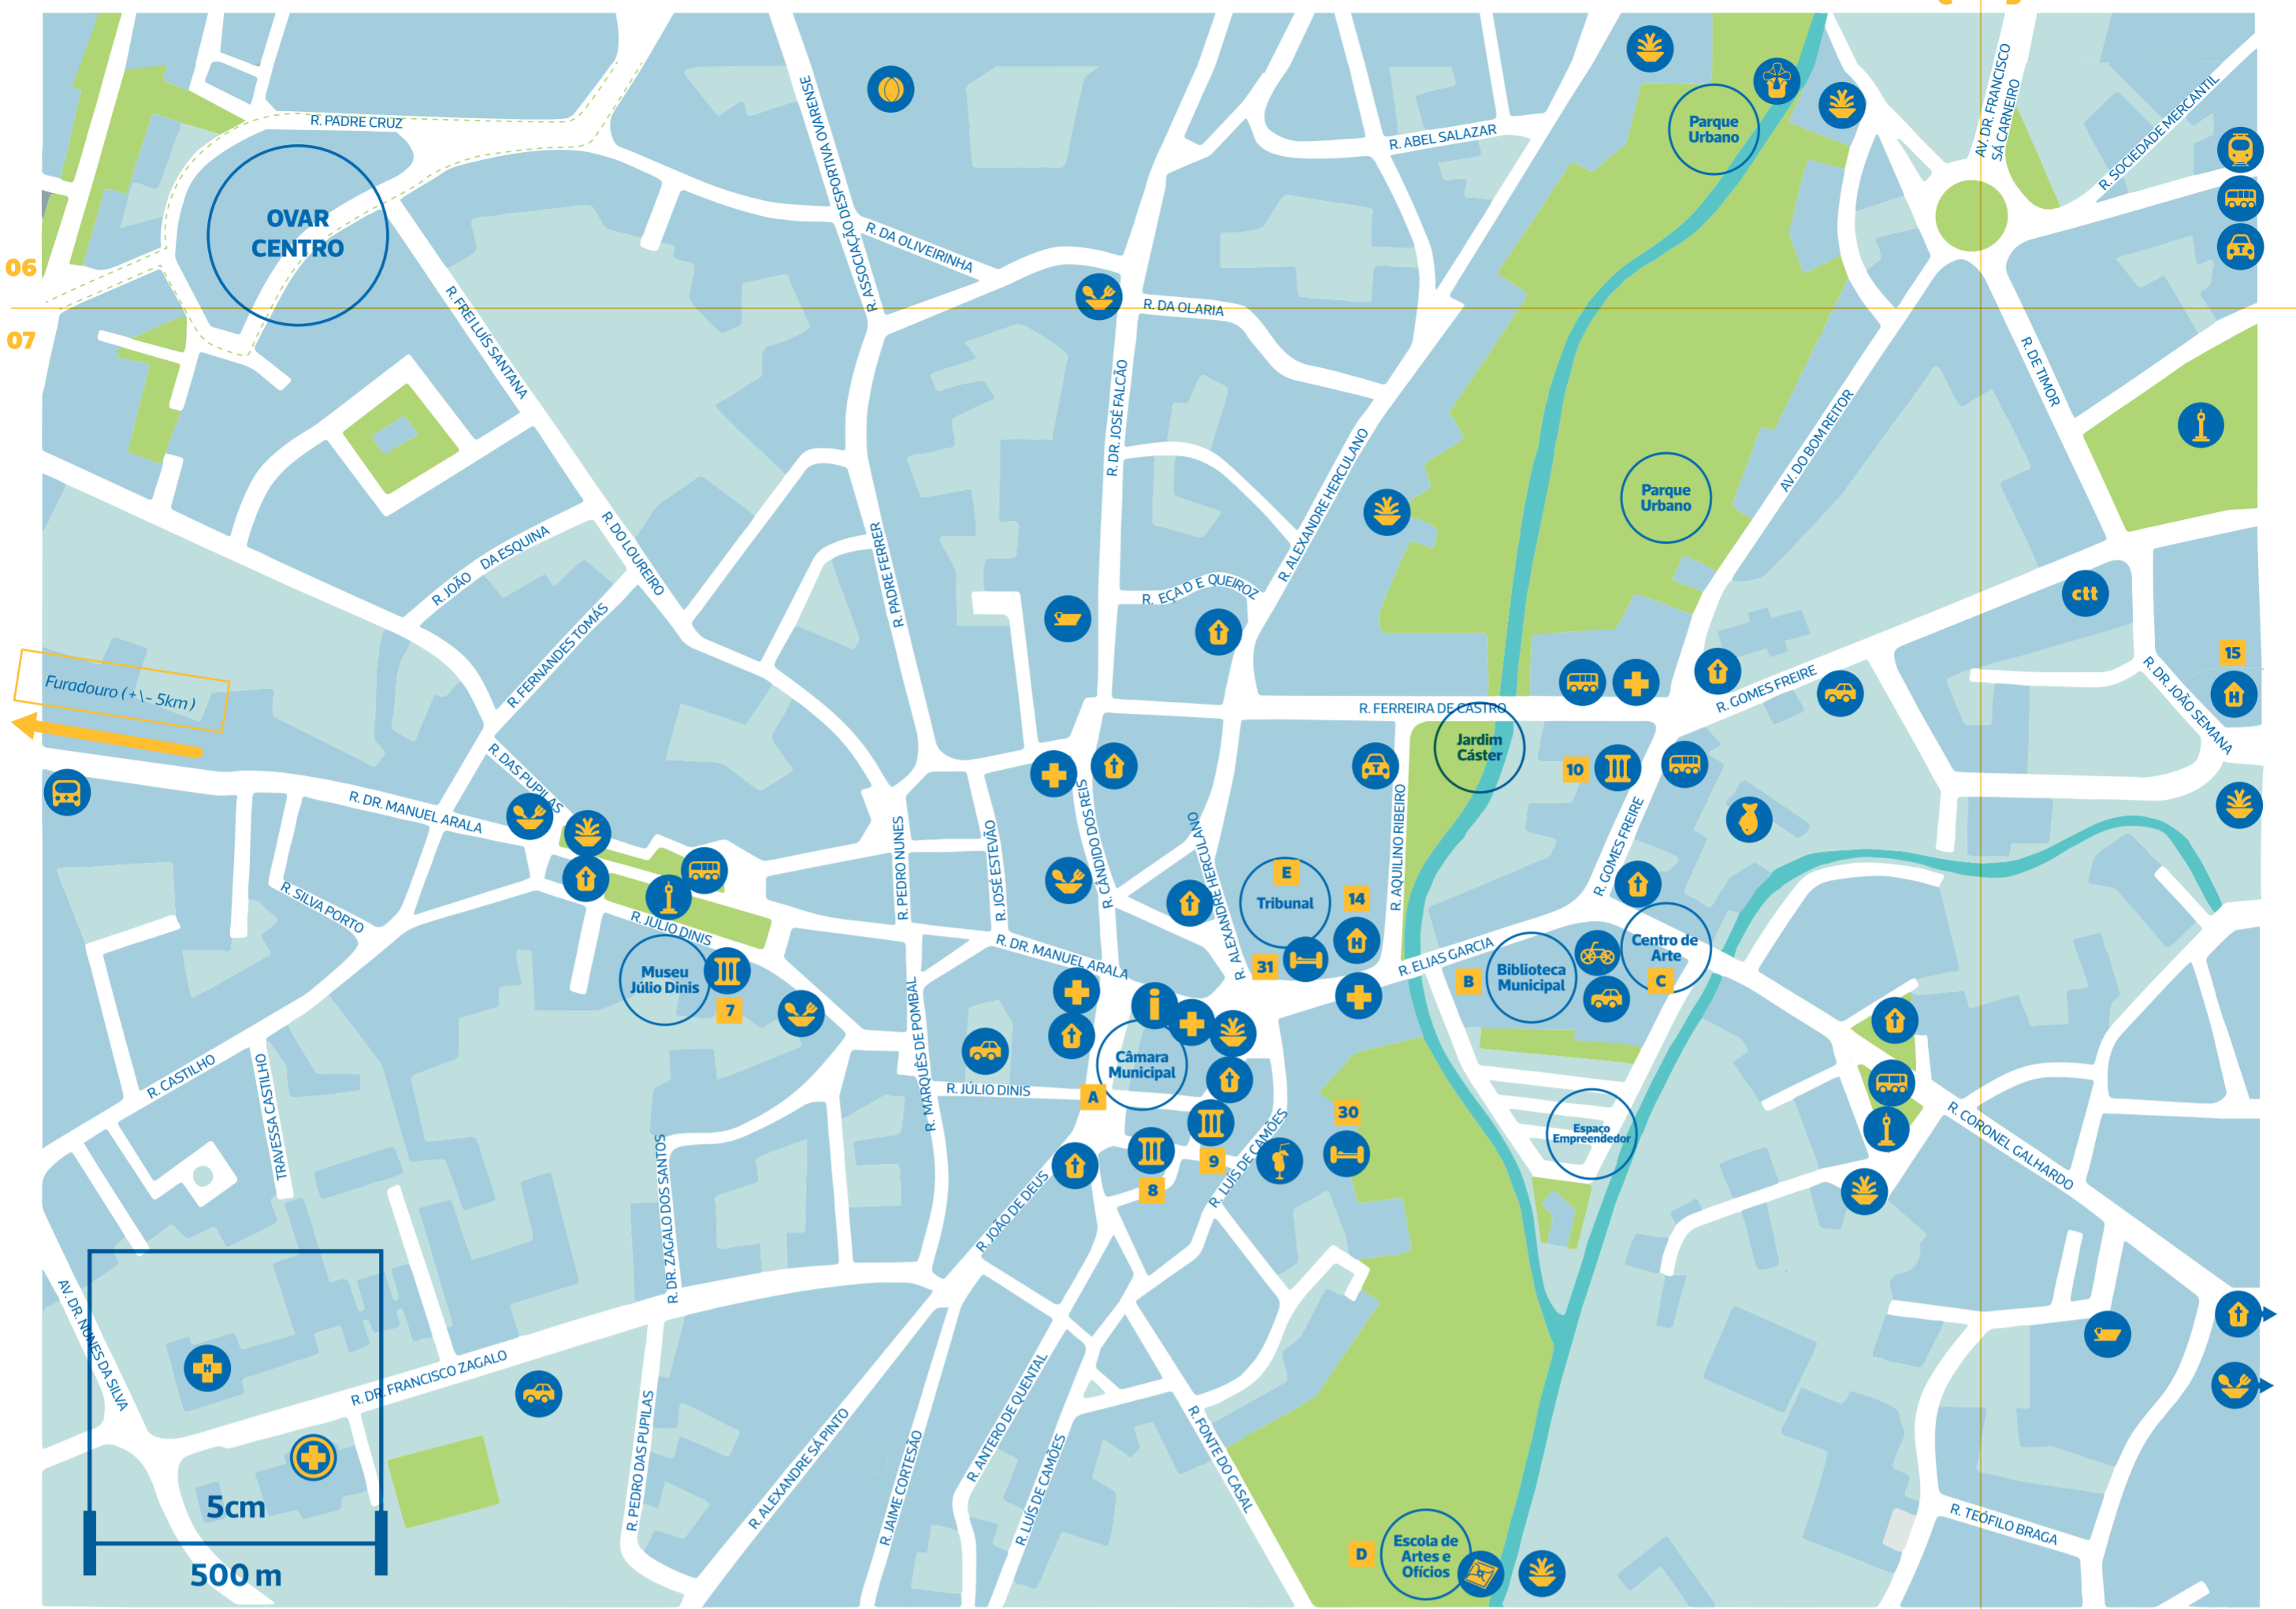 R. PADRE CRUZ
OVAR
CENTRO
06
07
R. ASSOCIAÇÃO DESPORTIVA OVARENSE
R. DA OLIVEIRINHA
R. ABEL SALAZAR
Parque
Urbano
AV. DR. FRANCISCO
SÁ CARNEIRO
R. SOCIEDADE MERCANTIL
T
R. FREI LUÍS SANTANA
R. DA OLARIA
R. DR. JOSÉ FALCÃO
R. ALEXANDRE HERCULANO
AV. DO BOM REITOR
R. DE TIMOR
Parque
Urbano
R. DO LOUREIRO
R. JOÃO DA ESQUINA
R. FERNANDES TOMÁS
R. PADRE FERRER
R. EÇA D E QUEIROZ
ctt
15
H
R. DR. JOÃO SEMANA
Furadouro (+\- 5km)
R. DAS PUPILAS
R. FERREIRA DE CASTRO
R. GOMES FREIRE
Jardim
Cáster
T
10
R. DR. MANUEL ARALA
R. PEDRO NUNES
R. JOSÉ ESTEVÃO
R. CÂNDIDO DOS REIS
R. ALEXANDRE HERCULANO
R. AQUILINO RIBEIRO
R. GOMES FREIRE
E
Tribunal
14
H
31
R. SILVA PORTO
R. JÚLIO DINIS
R. DR. MANUEL ARALA
R. ELIAS GARCIA
Museu
Júlio Dinis
7
B
Biblioteca
Municipal
Centro de
Arte
C
i
Câmara
Municipal
A
R. MARQUÊS DE POMBAL
R. JÚLIO DINIS
R. CASTILHO
TRAVESSA CASTILHO
30
Espaço
Empreendedor
9
8
R. LUÍS DE CAMÕES
R. CORONEL GALHARDO
R. DR. ZAGALO DOS SANTOS
R. JOÃO DE DEUS
AV. DR. NUNES DA SILVA
H
R. DR. FRANCISCO ZAGALO
R. PEDRO DAS PUPILAS
R. ALEXANDRE SÁ PINTO
R. JAIME CORTESÃO
R. ANTERO DE QUENTAL
R. LUÍS DE CAMÕES
R. FONTE DO CASAL
5cm
500 m
D
Escola de
Artes e
Ofícios
R. TEÓFILO BRAGA